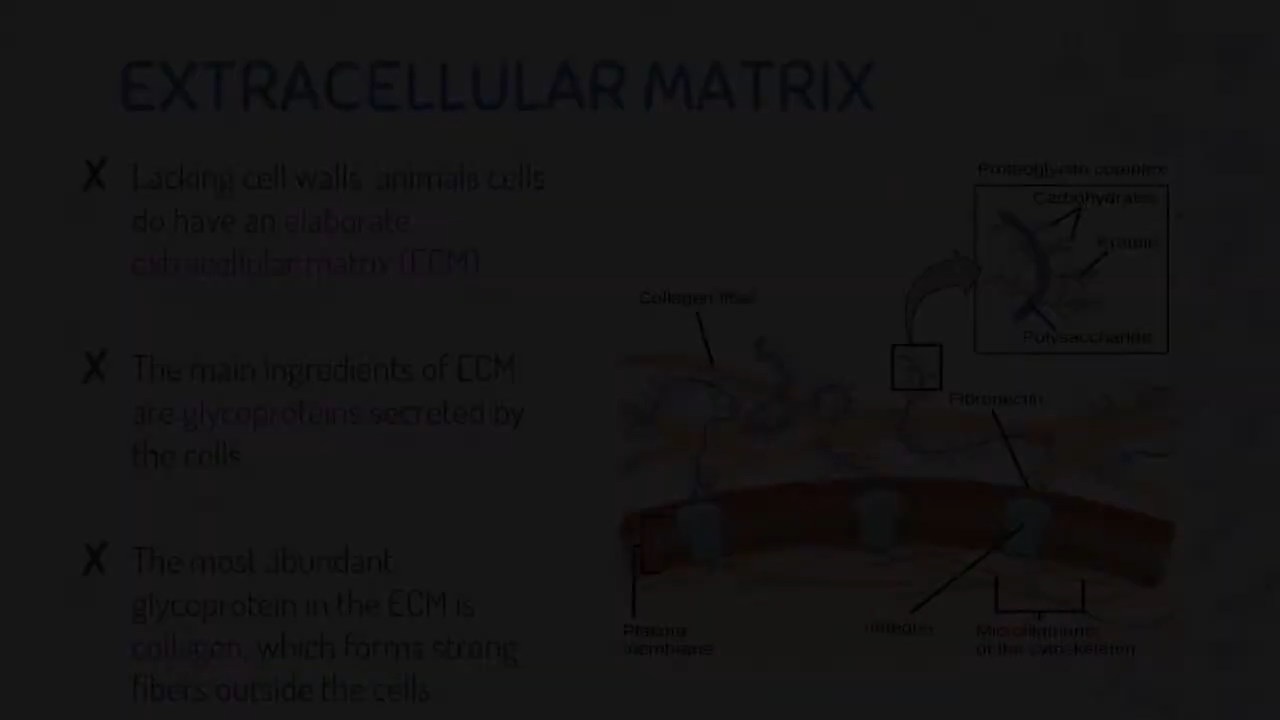 EXTRACELLULAR MATRIX
X Lacking cell walls, animals cells
do have an elaborate
extracellular matrix (ECM)
X The main ingredients of ECM
are glycoproteins secreted by
the cells
X The most abundant
glycoprotein in the ECM is
collagen, which forms strong
fibers outside the cells
Proteoglycan complex
Carbohydrates
Protein
Polysaccharide
Collagen fiber
Fibronectin
Plasma
membrane
Integrin
Microfilaments
of the cytoskeleton